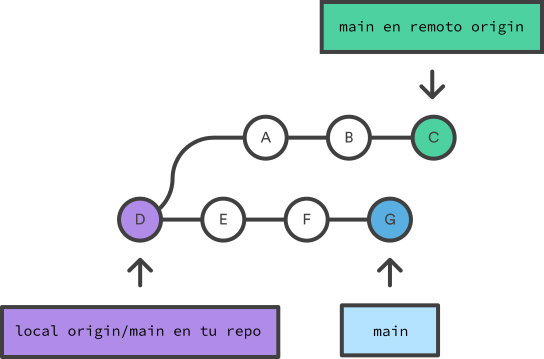 main en remoto origin
A B C
D E F G
local origin/main en tu repo
main